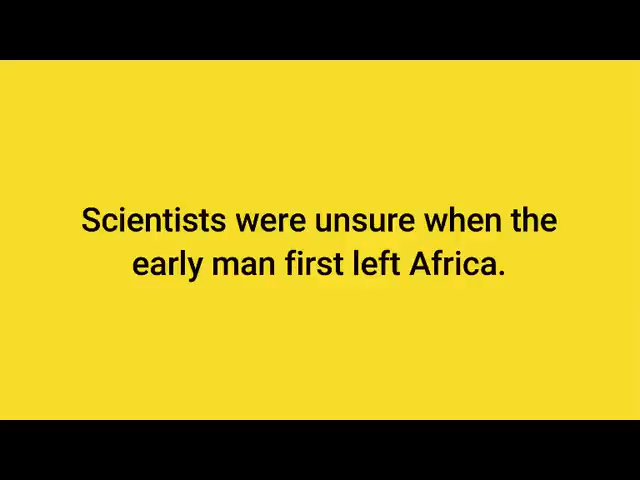 Scientists were unsure when the
early man first left Africa.